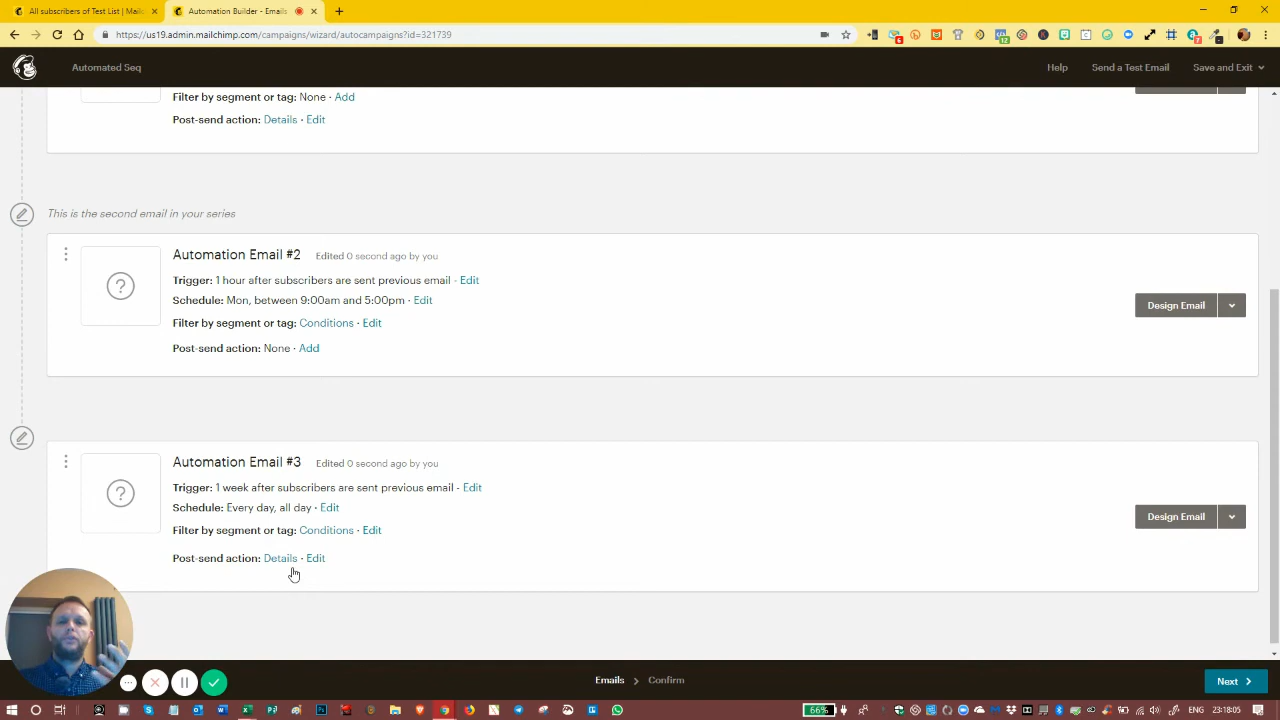 All subscribers of Test List | Mailc
Automation Builder - Emails
https://us19.admin.mailchimp.com/campaigns/wizard/autocampaigns?id=321739
Automated Seq
Help
Send a Test Email
Save and Exit
Filter by segment or tag: None · Add
Post-send action: Details · Edit
This is the second email in your series
Automation Email #2 Edited 0 second ago by you
Trigger: 1 hour after subscribers are sent previous email - Edit
Schedule: Mon, between 9:00am and 5:00pm · Edit
Filter by segment or tag: Conditions · Edit
Post-send action: None · Add
Design Email
Automation Email #3 Edited 0 second ago by you
Trigger: 1 week after subscribers are sent previous email - Edit
Schedule: Every day, all day · Edit
Filter by segment or tag: Conditions · Edit
Post-send action: Details · Edit
Design Email
Emails > Confirm
Next >
66%
ENG
23:18:05